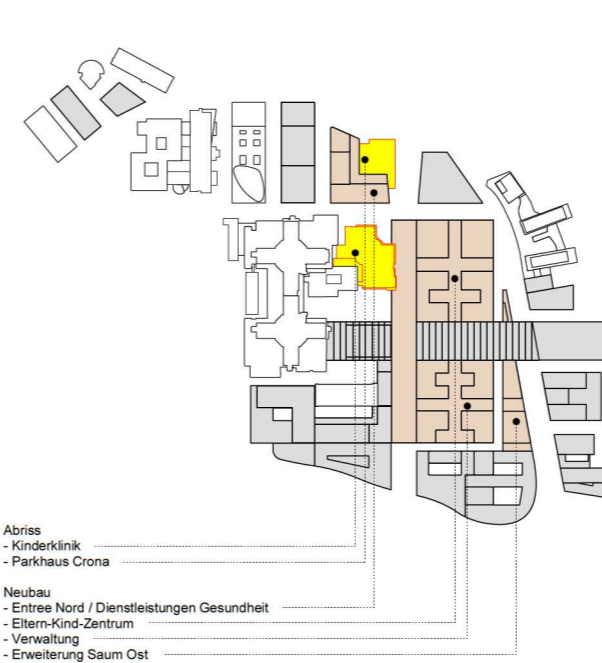 Abriss
- Kinderklinik
- Parkhaus Crona
Neubau
- Entree Nord / Dienstleistungen Gesundheit
- Eltern-Kind-Zentrum
- Verwaltung
- Erweiterung Saum Ost